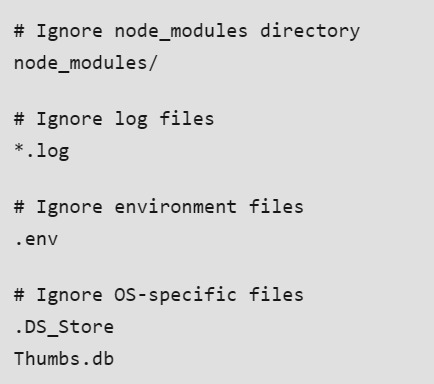 # Ignore node_modules directory
node_modules/
# Ignore log files
*.log
# Ignore environment files
.env
# Ignore OS-specific files
.DS_Store
Thumbs.db